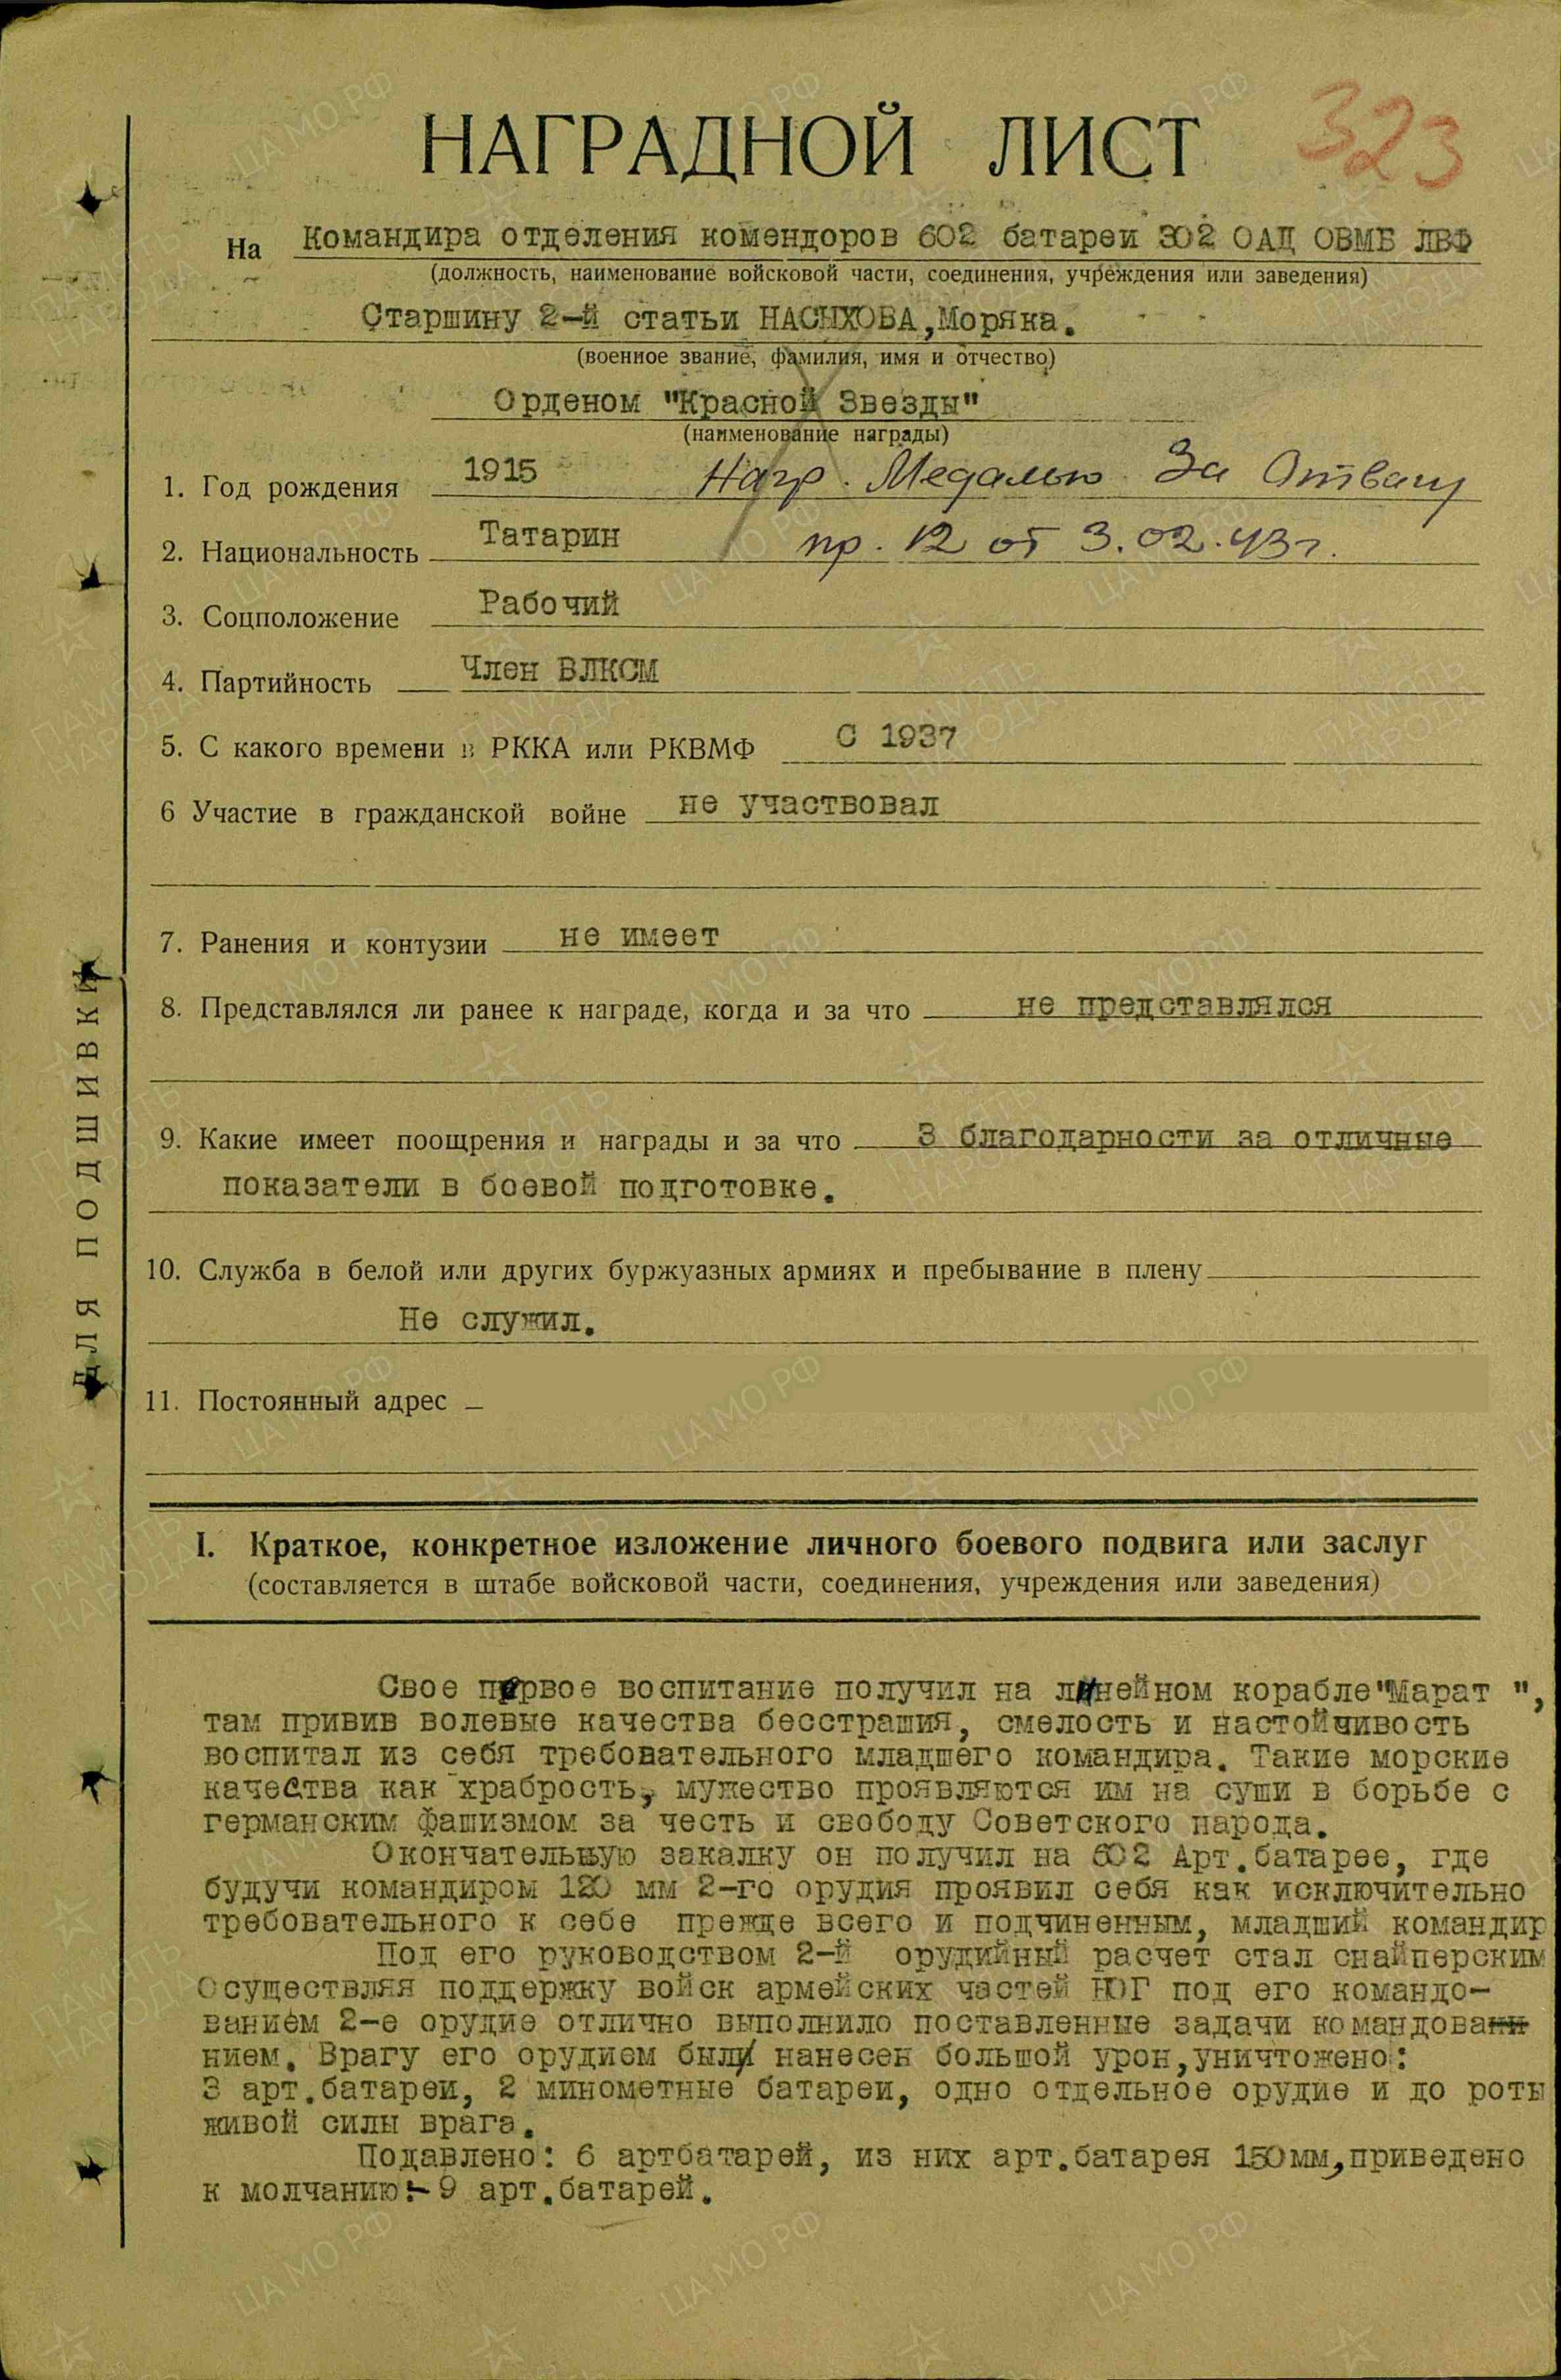 323
НАГРАДНОЙ ЛИСТ
На Командира отделения комендоров 602 батареи 302 ОАД ОВМБ ЛВФ
(должность, наименование войсковой части, соединения, учреждения или заведения)
Старшину 2-й статьи НАСЫХОВА,Моряка.
(военное звание, фамилия, имя и отчество)
Орденом "Красной Звезды"
(наименование награды)
1. Год рождения 1915 Нагр. Медалью За Отвагу
2. Национальность Татарин пр. 12 от 3.02.43г.
3. Соцположение Рабочий
4. Партийность Член ВЛКСМ
5. С какого времени в РККА или РКВМФ С 1937
6 Участие в гражданской войне не участвовал
7. Ранения и контузии не имеет
8. Представлялся ли ранее к награде, когда и за что не представлялся
9. Какие имеет поощрения и награды и за что 3 благодарности за отличные
показатели в боевой подготовке.
10. Служба в белой или других буржуазных армиях и пребывание в плену
Не служил.
11. Постоянный адрес
ДЛЯ ПОДШИВКИ
I. Краткое, конкретное изложение личного боевого подвига или заслуг
(составляется в штабе войсковой части, соединения, учреждения или заведения)
Свое первое воспитание получил на линейном корабле"Марат ",
там привив волевые качества бесстрашия, смелость и настойчивость
воспитал из себя требовательного младшего командира. Такие морские
качества как храбрость, мужество проявляются им на суши в борьбе с
германским фашизмом за честь и свободу Советского народа.
Окончательную закалку он получил на 602 Арт.батарее, где
будучи командиром 120 мм 2-го орудия проявил себя как исключительно
требовательного к себе прежде всего и подчиненным, младший командир
Под его руководством 2-й орудийный расчет стал снайперским
Осуществляя поддержку войск армейских частей ЮГ под его командо-
ванием 2-е орудие отлично выполнило поставленные задачи командовани
нием. Врагу его орудием был нанесен большой урон,уничтожено:
3 арт.батареи, 2 минометные батареи, одно отдельное орудие и до роты
живой силы врага.
Подавлено: 6 артбатарей, из них арт.батарея 150мм,приведено
к молчанию:- 9 арт.батарей.